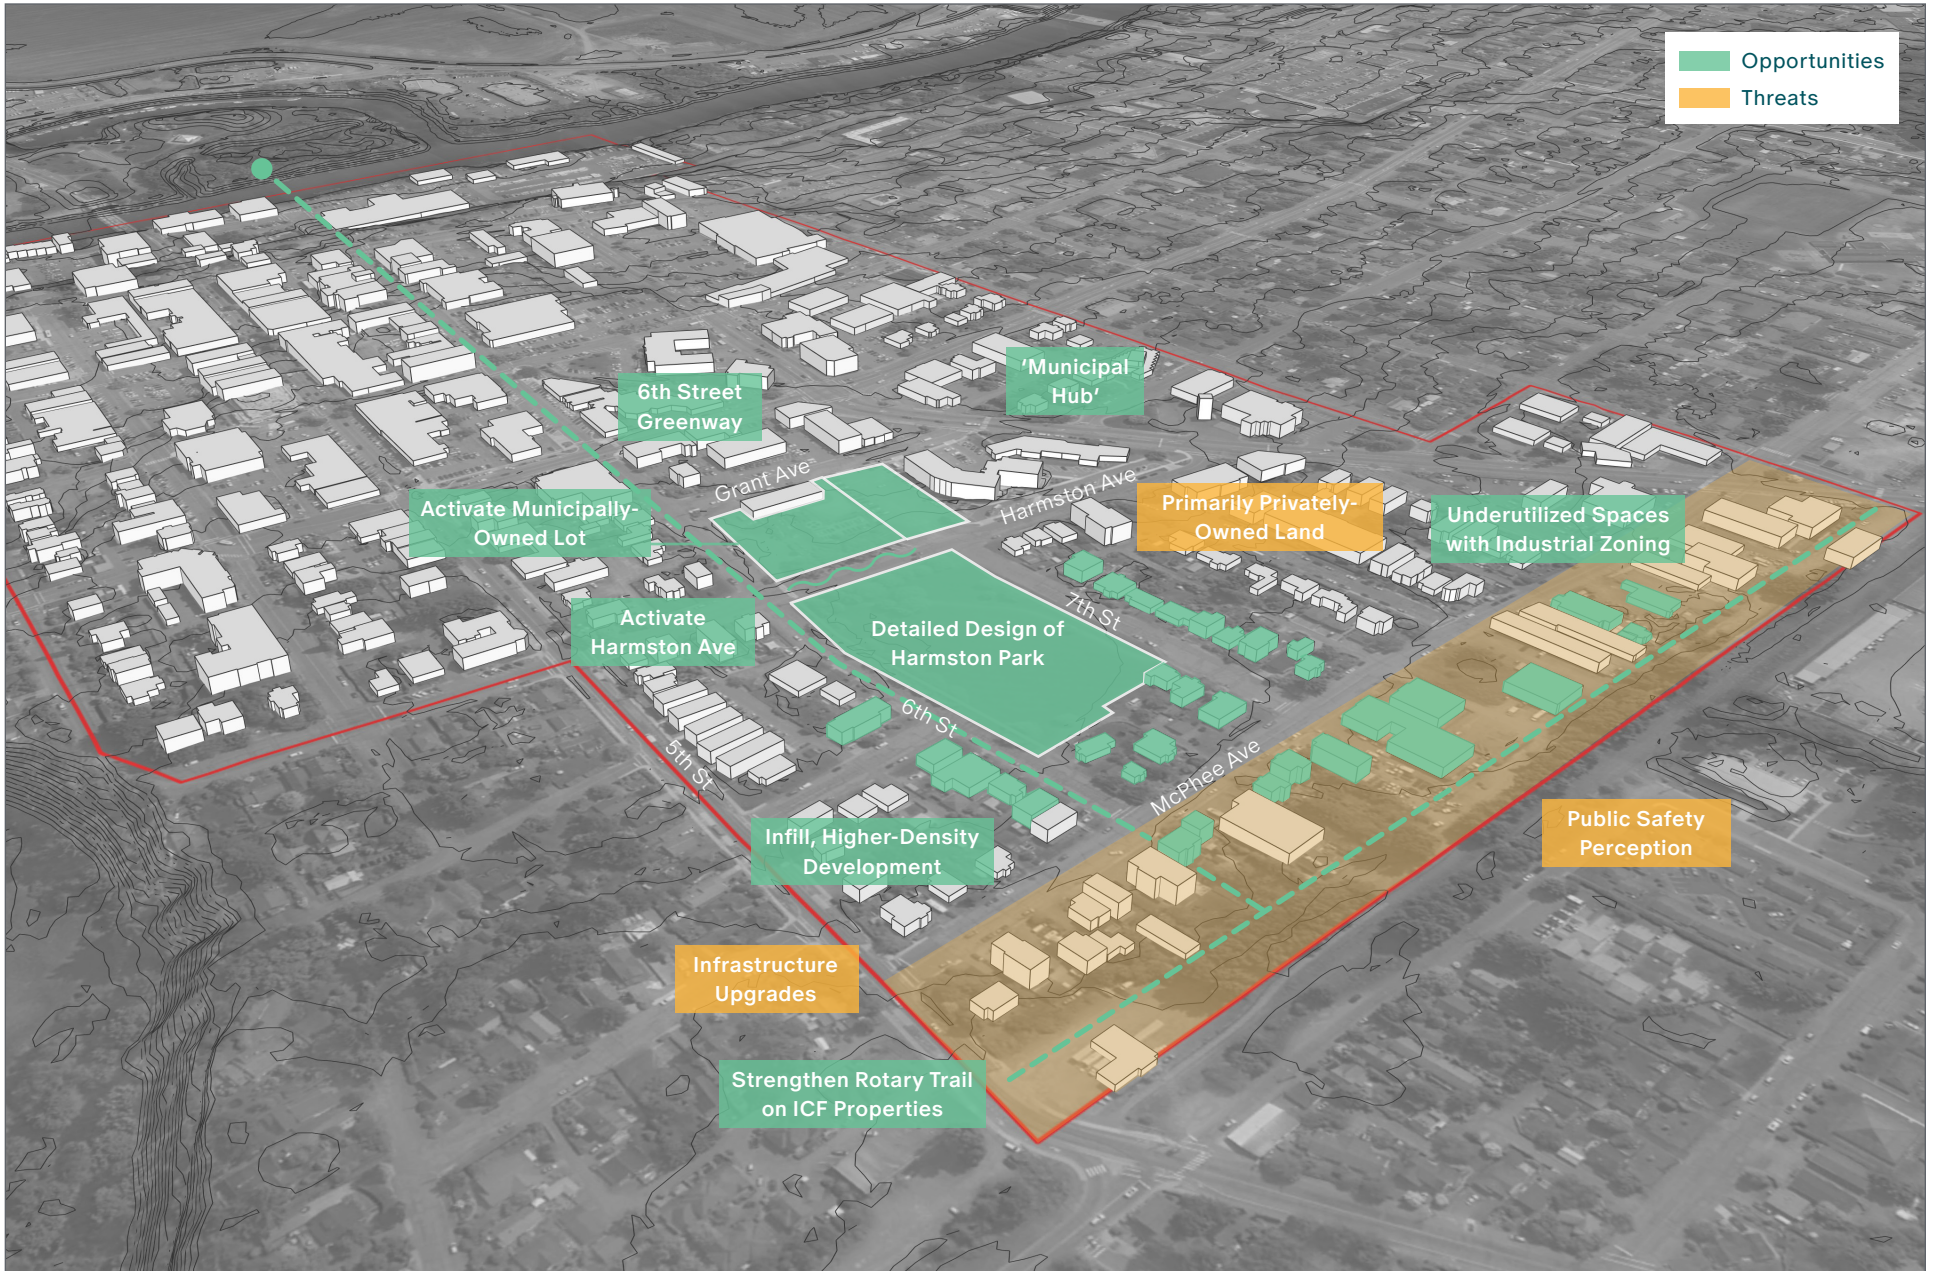 Opportunities
Threats
'Municipal
Hub'
6th Street
Greenway
Grant Ave
Harmston Ave
Activate Municipally-
Owned Lot
Primarily Privately-
Owned Land
Underutilized Spaces
with Industrial Zoning
Activate
Harmston Ave
Detailed Design of
Harmston Park
7th St
6th St
5th St
McPhee Ave
Infill, Higher-Density
Development
Public Safety
Perception
Infrastructure
Upgrades
Strengthen Rotary Trail
on ICF Properties